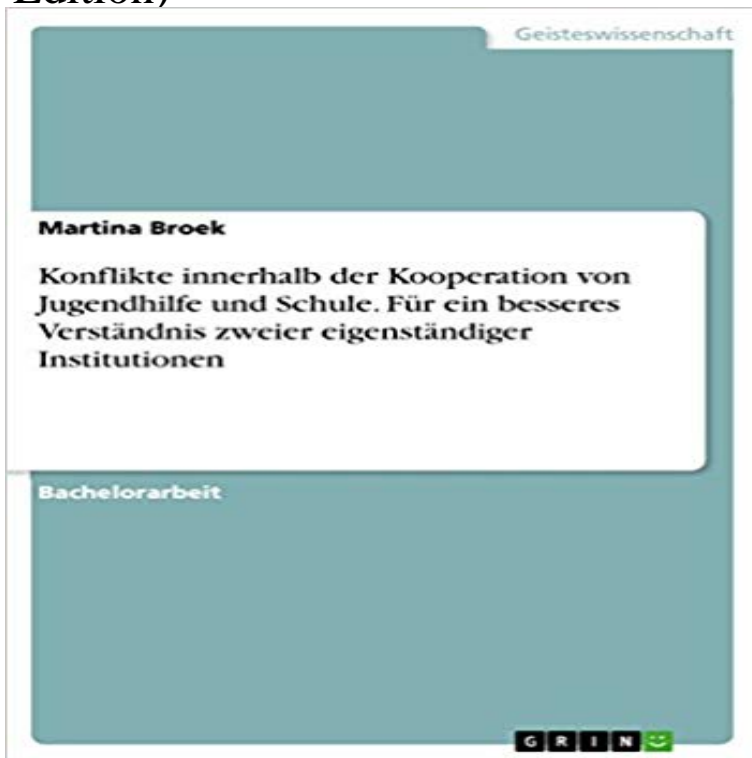 Edition)
Geisteswissenschaft
Martina Broek
Konflikte innerhalb der Kooperation von
Jugendhilfe und Schule. Für ein besseres
Verständnis zweier eigenständiger
Institutionen
Bachelorarbeit
GRIN